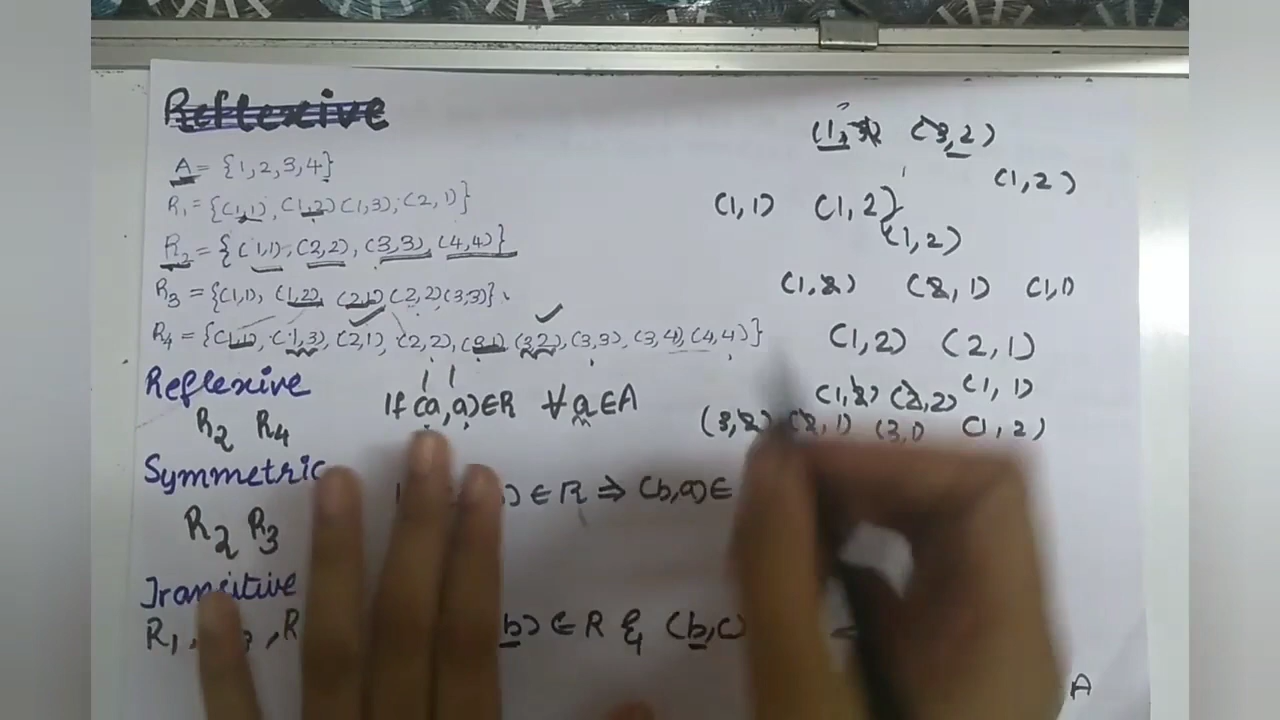 Reflexive
A = {1,2,3,4}
R1 = {(1,1), (1,2)(1,3), (2,1)}
R2 = {(1,1), (2,2), (3,3), (4,4)}
R3 = {(1,1), (1,2), (2,1)(2,2)(3,3)}
R4 = {(1,1), (1,3), (2,1), (2,2), (3,1)(3,2), (3,3), (3,4)(4,4)}
Reflexive If (a,a)∈R ∀ a∈A
R2 R4
Symmetric ∈ R ⇒ (b,a)∈
R2 R3
Transitive
R1, , R b) ∈ R & (b,c)
(3,2)
(1,2)
(1,1) (1,2}
(1,2)
(1,2) (2,1) (1,1)
(1,2) (2,1)
(1,2) (2,2) (1,1)
(3,2) (2,1) (3,1) (1,2)
A